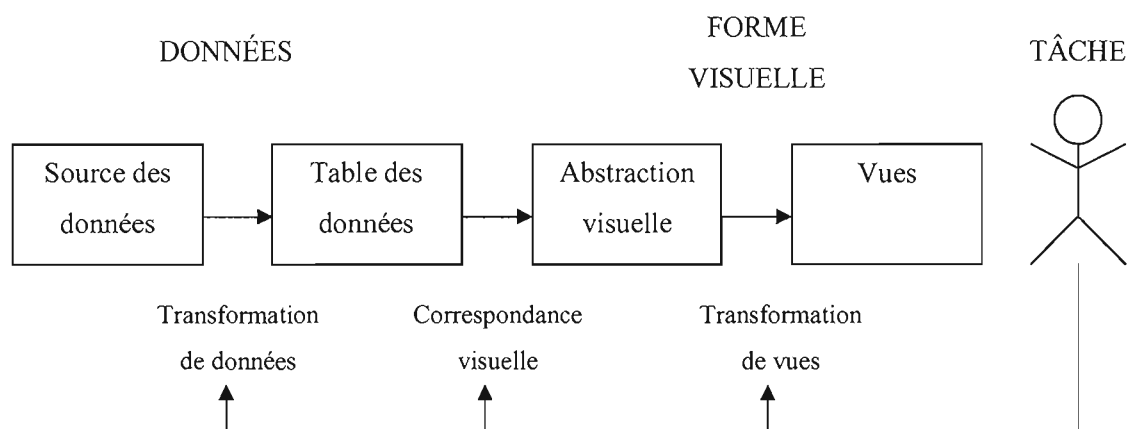 DONNÉES
FORME
VISUELLE
TÂCHE
Source des
données
Table des
données
Abstraction
visuelle
Vues
Transformation
de données
Correspondance
visuelle
Transformation
de vues